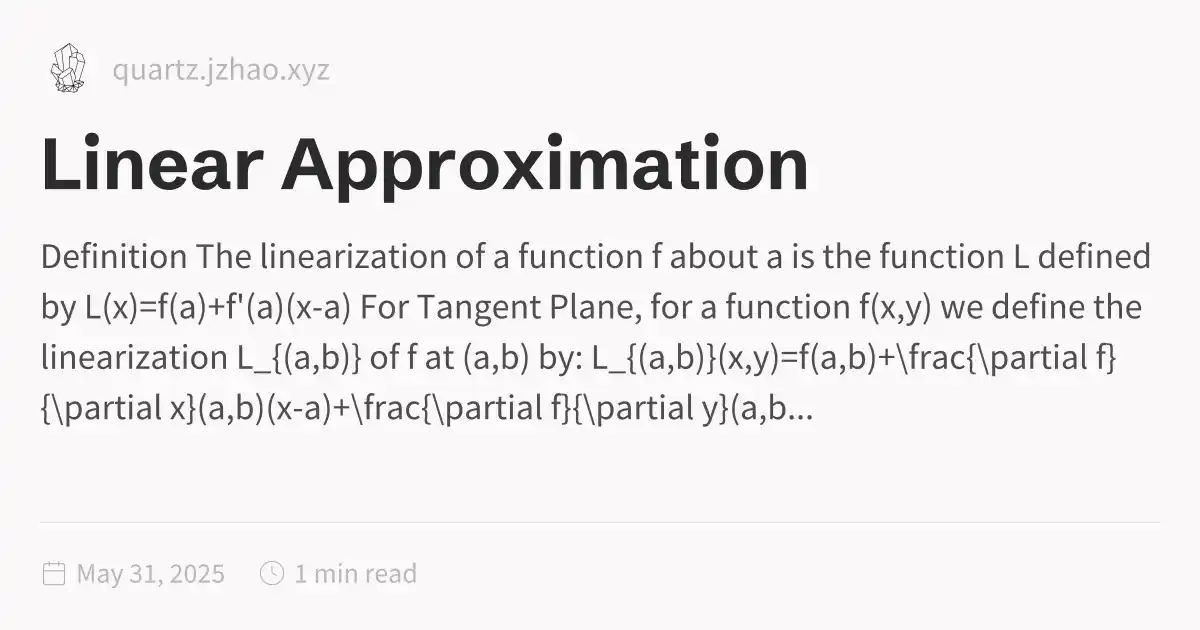 quartz.jzhao.xyz
Linear Approximation
Definition The linearization of a function f about a is the function L defined
by L(x)=f(a)+f'(a)(x-a) For Tangent Plane, for a function f(x,y) we define the
linearization L_{(a,b)} of f at (a,b) by: L_{(a,b)}(x,y)=f(a,b)+\frac{\partial f}
{\partial x}(a,b)(x-a)+\frac{\partial f}{\partial y}(a,b...
May 31, 2025 1 min read